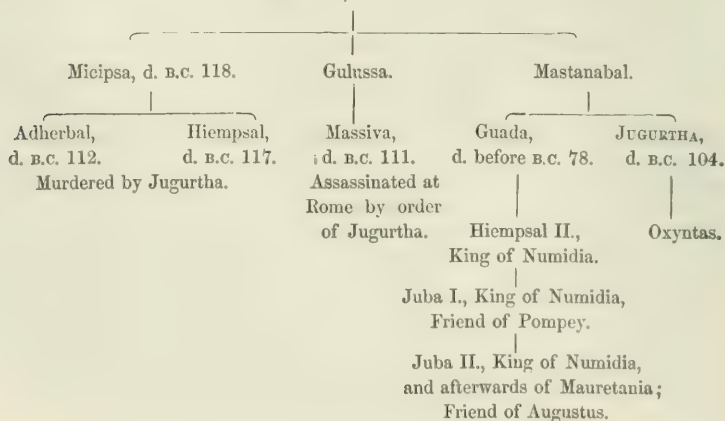 Micipsa, d. B.C. 118. Gulussa. Mastanabal.
Adherbal, Hiempsal, Massiva, Guada, JUGURTHA,
d. B.C. 112. d. B.C. 117. d. B.C. 111. d. before B.C. 78. d. B.C. 104.
Murdered by Jugurtha. Assassinated at
Rome by order
of Jugurtha. Hiempsal II., Oxyntas.
King of Numidia.
Juba I., King of Numidia,
Friend of Pompey.
Juba II., King of Numidia,
and afterwards of Mauretania;
Friend of Augustus.